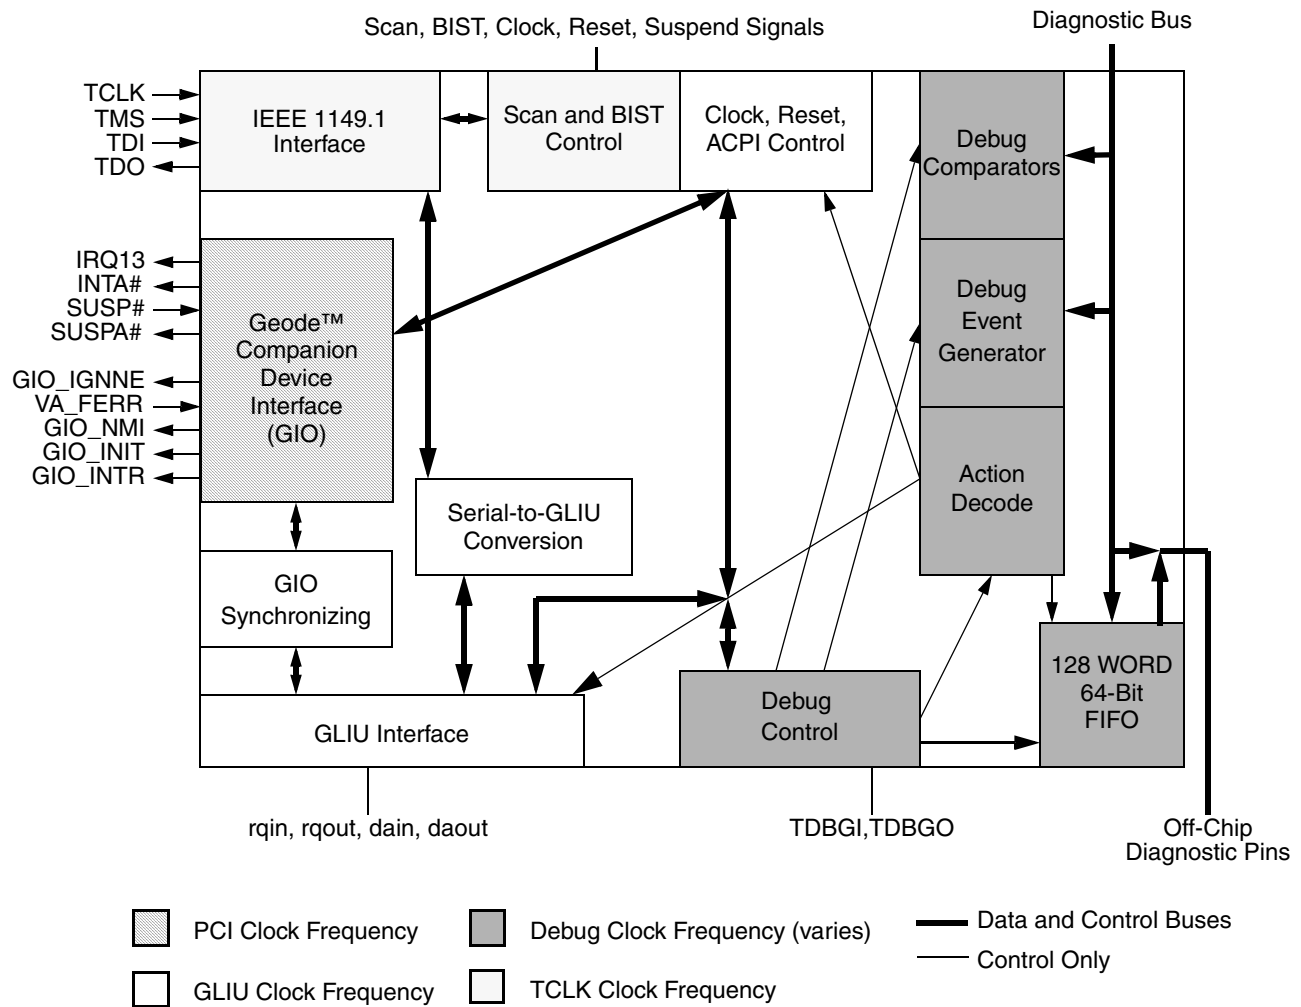 Scan, BIST, Clock, Reset, Suspend Signals
Diagnostic Bus
TCLK
TMS
TDI
TDO
IEEE 1149.1
Interface
Scan and BIST
Control
Clock, Reset,
ACPI Control
Debug
Comparators
IRQ13
INTA#
SUSP#
SUSPA#
GIO_IGNNE
VA_FERR
GIO_NMI
GIO_INIT
GIO_INTR
Geode™
Companion
Device
Interface
(GIO)
Debug
Event
Generator
Action
Decode
Serial-to-GLIU
Conversion
GIO
Synchronizing
128 WORD
64-Bit
FIFO
GLIU Interface
Debug
Control
rqin, rqout, dain, daout
TDBGI,TDBGO
Off-Chip
Diagnostic Pins
PCI Clock Frequency
Debug Clock Frequency (varies)
Data and Control Buses
Control Only
GLIU Clock Frequency
TCLK Clock Frequency